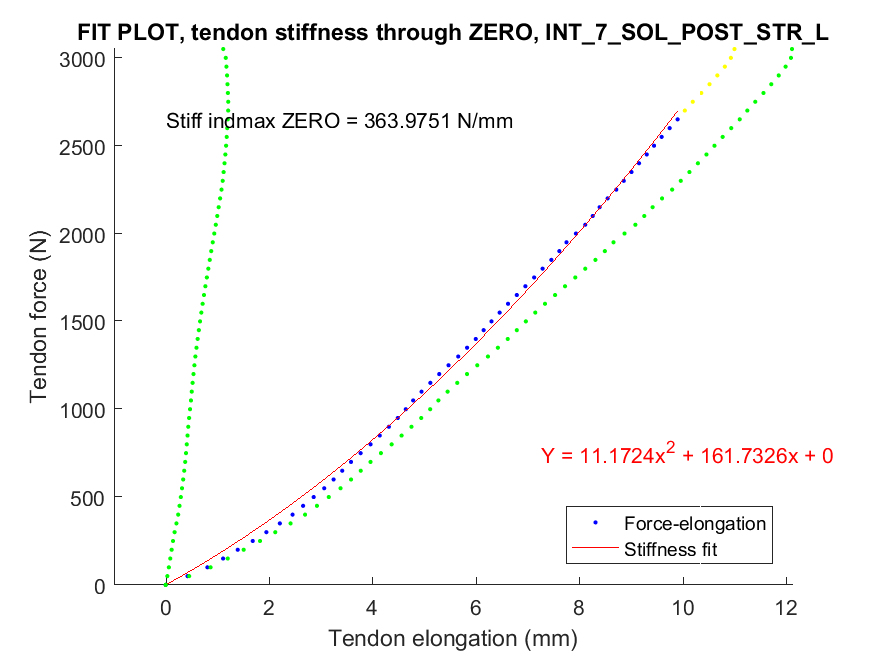 FIT PLOT, tendon stiffness through ZERO, INT_7_SOL_POST_STR_L
Stiff indmax ZERO = 363.9751 N/mm
Y = 11.1724x² + 161.7326x + 0
Force-elongation
Stiffness fit
Tendon force (N)
3000
2500
2000
1500
1000
500
0
0 2 4 6 8 10 12
Tendon elongation (mm)